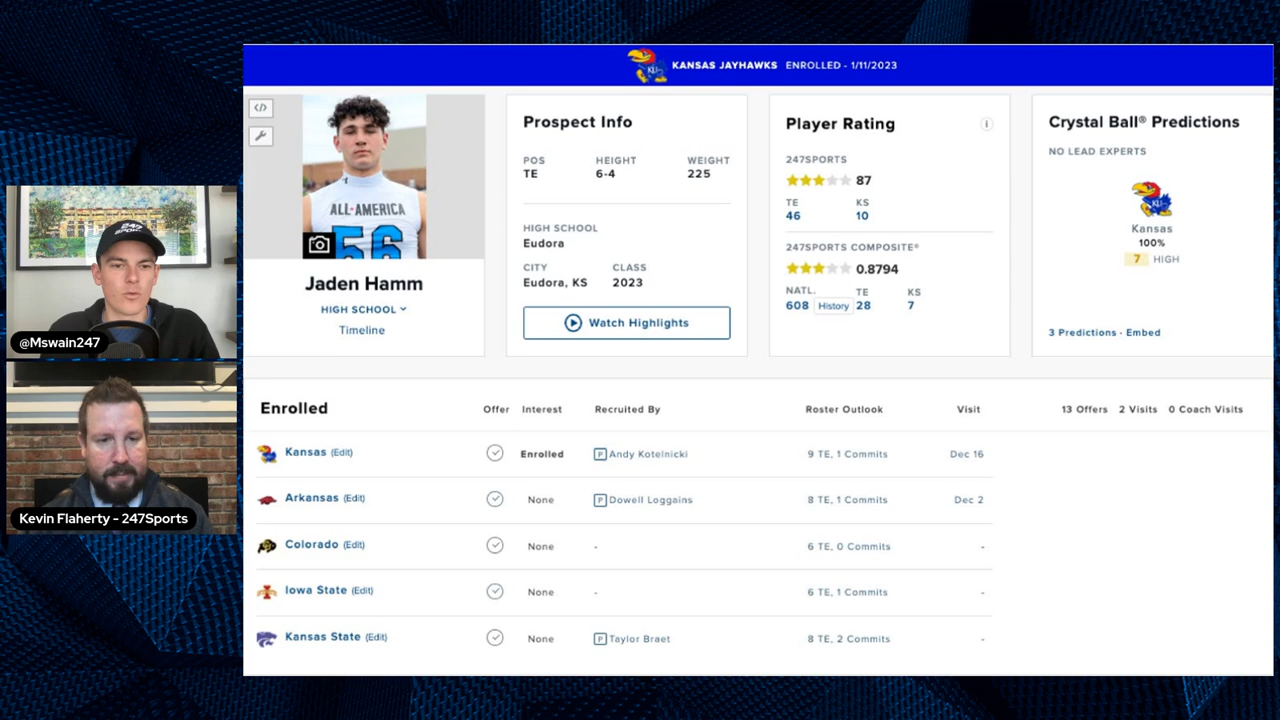 KANSAS JAYHAWKS ENROLLED - 1/11/2023
ALL-AMERICA
56
Jaden Hamm
HIGH SCHOOL
Timeline
Prospect Info
POS HEIGHT WEIGHT
TE 6-4 225
HIGH SCHOOL
Eudora
CITY CLASS
Eudora, KS 2023
Watch Highlights
Player Rating
i
247SPORTS
87
TE KS
46 10
247SPORTS COMPOSITE®
0.8794
NATL. TE KS
608 History 28 7
Crystal Ball® Predictions
NO LEAD EXPERTS
Kansas
100%
7 HIGH
3 Predictions · Embed
@Mswain247
Kevin Flaherty - 247Sports
Enrolled Offer Interest Recruited By Roster Outlook Visit 13 Offers 2 Visits 0 Coach Visits
Kansas (Edit) Enrolled P Andy Kotelnicki 9 TE, 1 Commits Dec 16
Arkansas (Edit) None P Dowell Loggains 8 TE, 1 Commits Dec 2
Colorado (Edit) None - 6 TE, 0 Commits -
Iowa State (Edit) None - 6 TE, 1 Commits -
Kansas State (Edit) None P Taylor Braet 8 TE, 2 Commits -